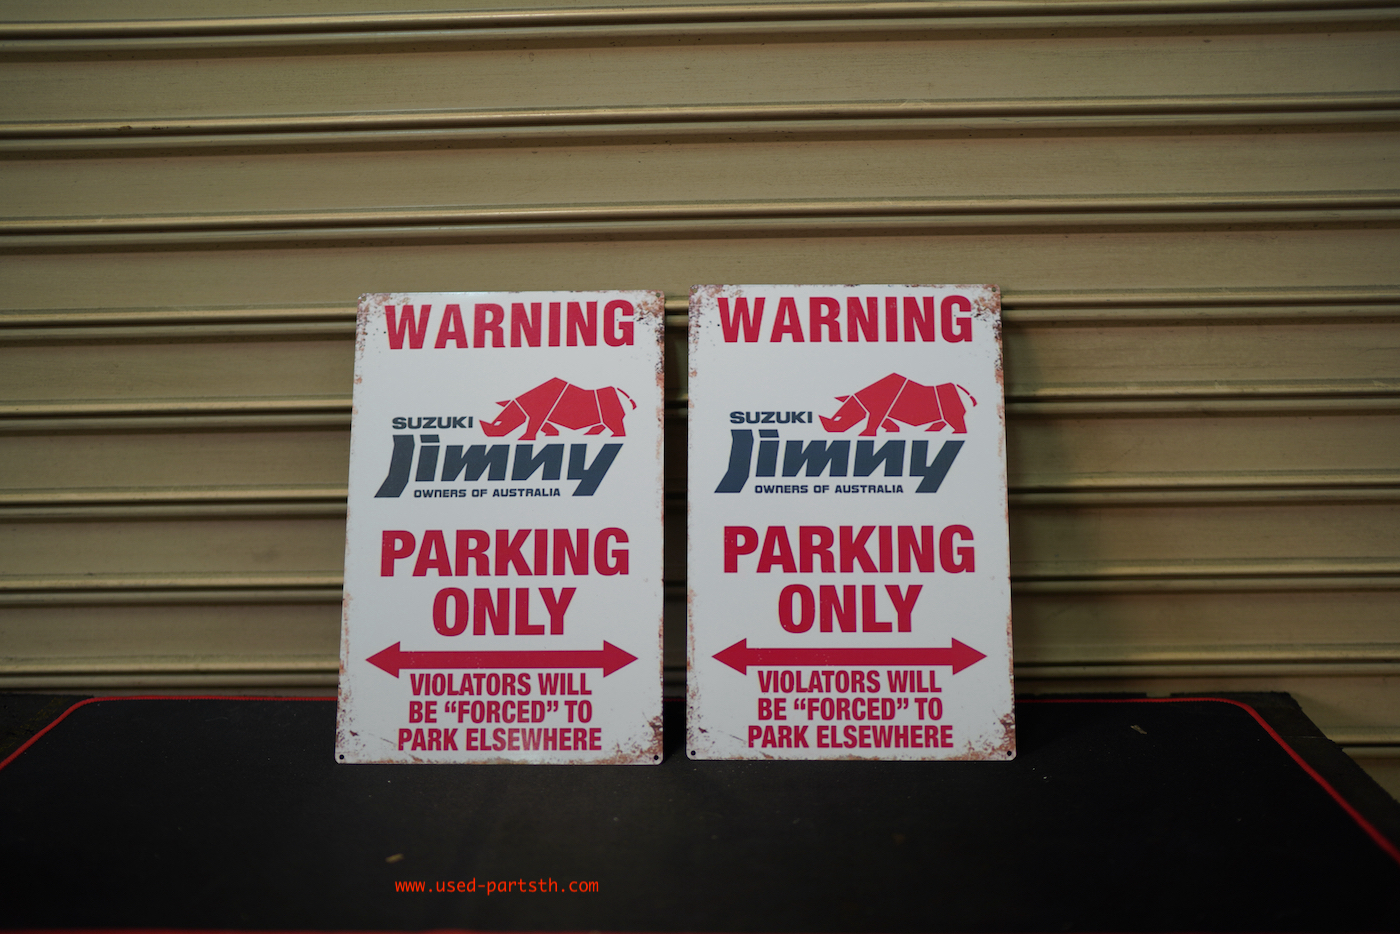 WARNING
SUZUKI
Jimny
OWNERS OF AUSTRALIA
PARKING
ONLY
VIOLATORS WILL
BE “FORCED” TO
PARK ELSEWHERE
WARNING
SUZUKI
Jimny
OWNERS OF AUSTRALIA
PARKING
ONLY
VIOLATORS WILL
BE “FORCED” TO
PARK ELSEWHERE
www.used-partsth.com